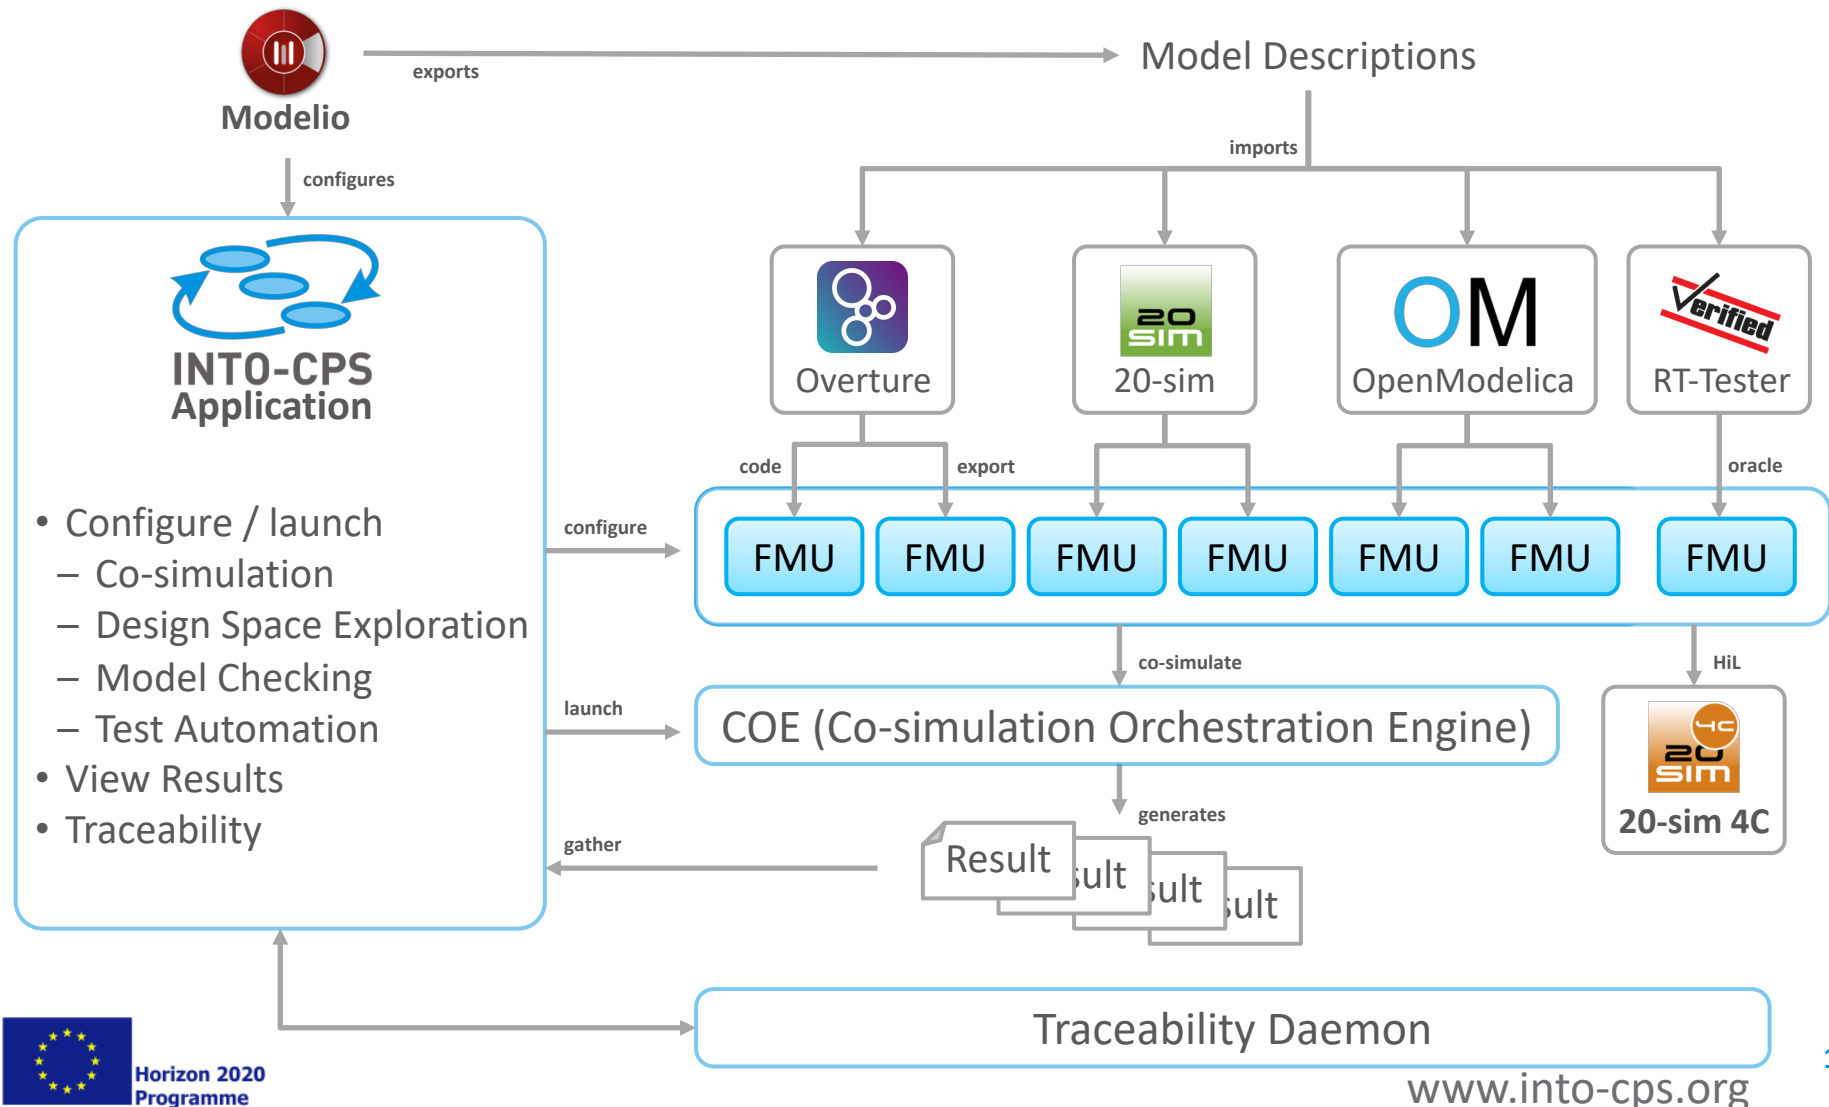 Modelio
exports
Model Descriptions
configures
imports
INTO-CPS
Application
• Configure / launch
– Co-simulation
– Design Space Exploration
– Model Checking
– Test Automation
• View Results
• Traceability
Overture
20 sim
20-sim
OM
OpenModelica
Verified
RT-Tester
code
export
oracle
configure
FMU
FMU
FMU
FMU
FMU
FMU
FMU
co-simulate
HiL
launch
COE (Co-simulation Orchestration Engine)
4C
20 sim
20-sim 4C
generates
gather
Result
sult
sult
sult
Traceability Daemon
Horizon 2020
Programme
www.into-cps.org